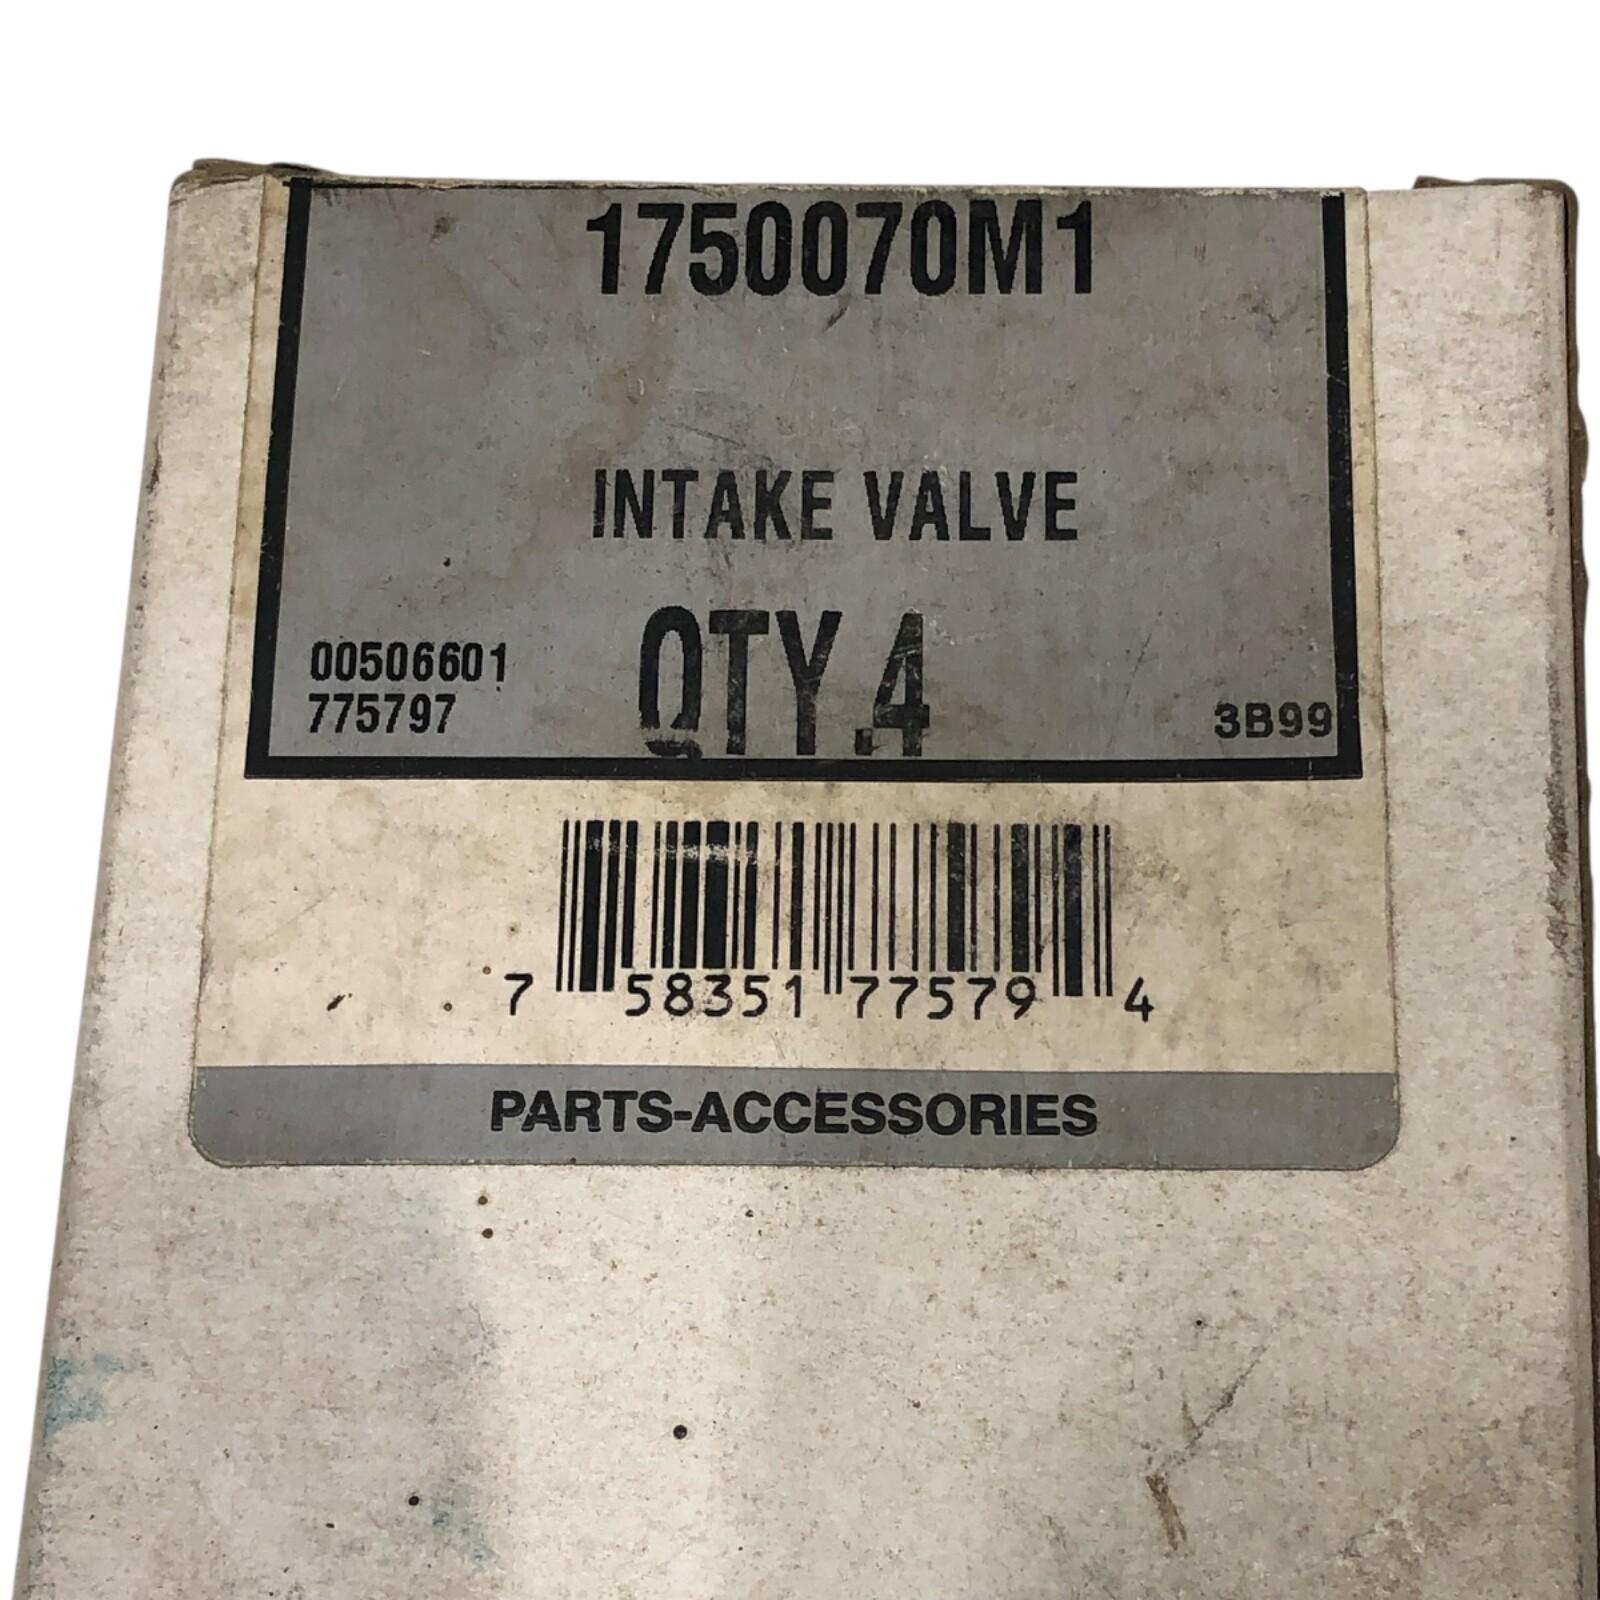 1750070M1
INTAKE VALVE
QTY.4
00506601
775797
3B99
7 58351 77579 4
PARTS-ACCESSORIES